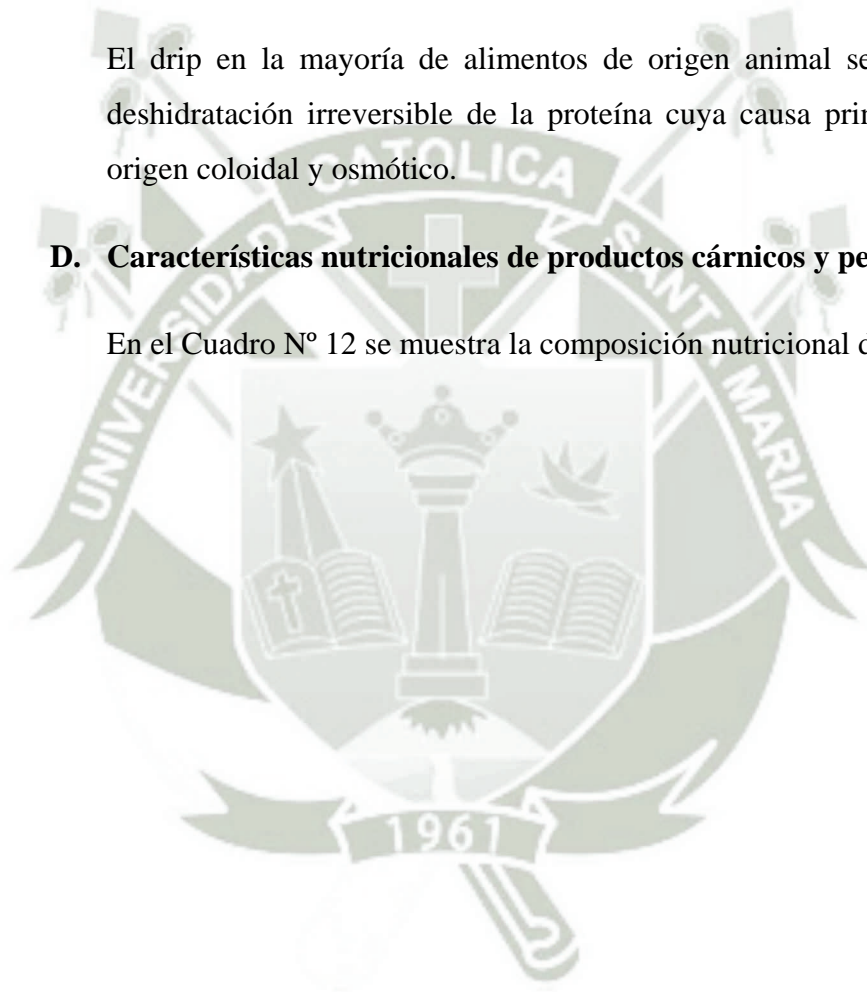 El drip en la mayoría de alimentos de origen animal se
deshidratación irreversible de la proteína cuya causa prin
origen coloidal y osmótico.
D. Características nutricionales de productos cárnicos y pe
En el Cuadro Nº 12 se muestra la composición nutricional d
UNIVERSIDAD CATOLICA SANTA MARIA
1961